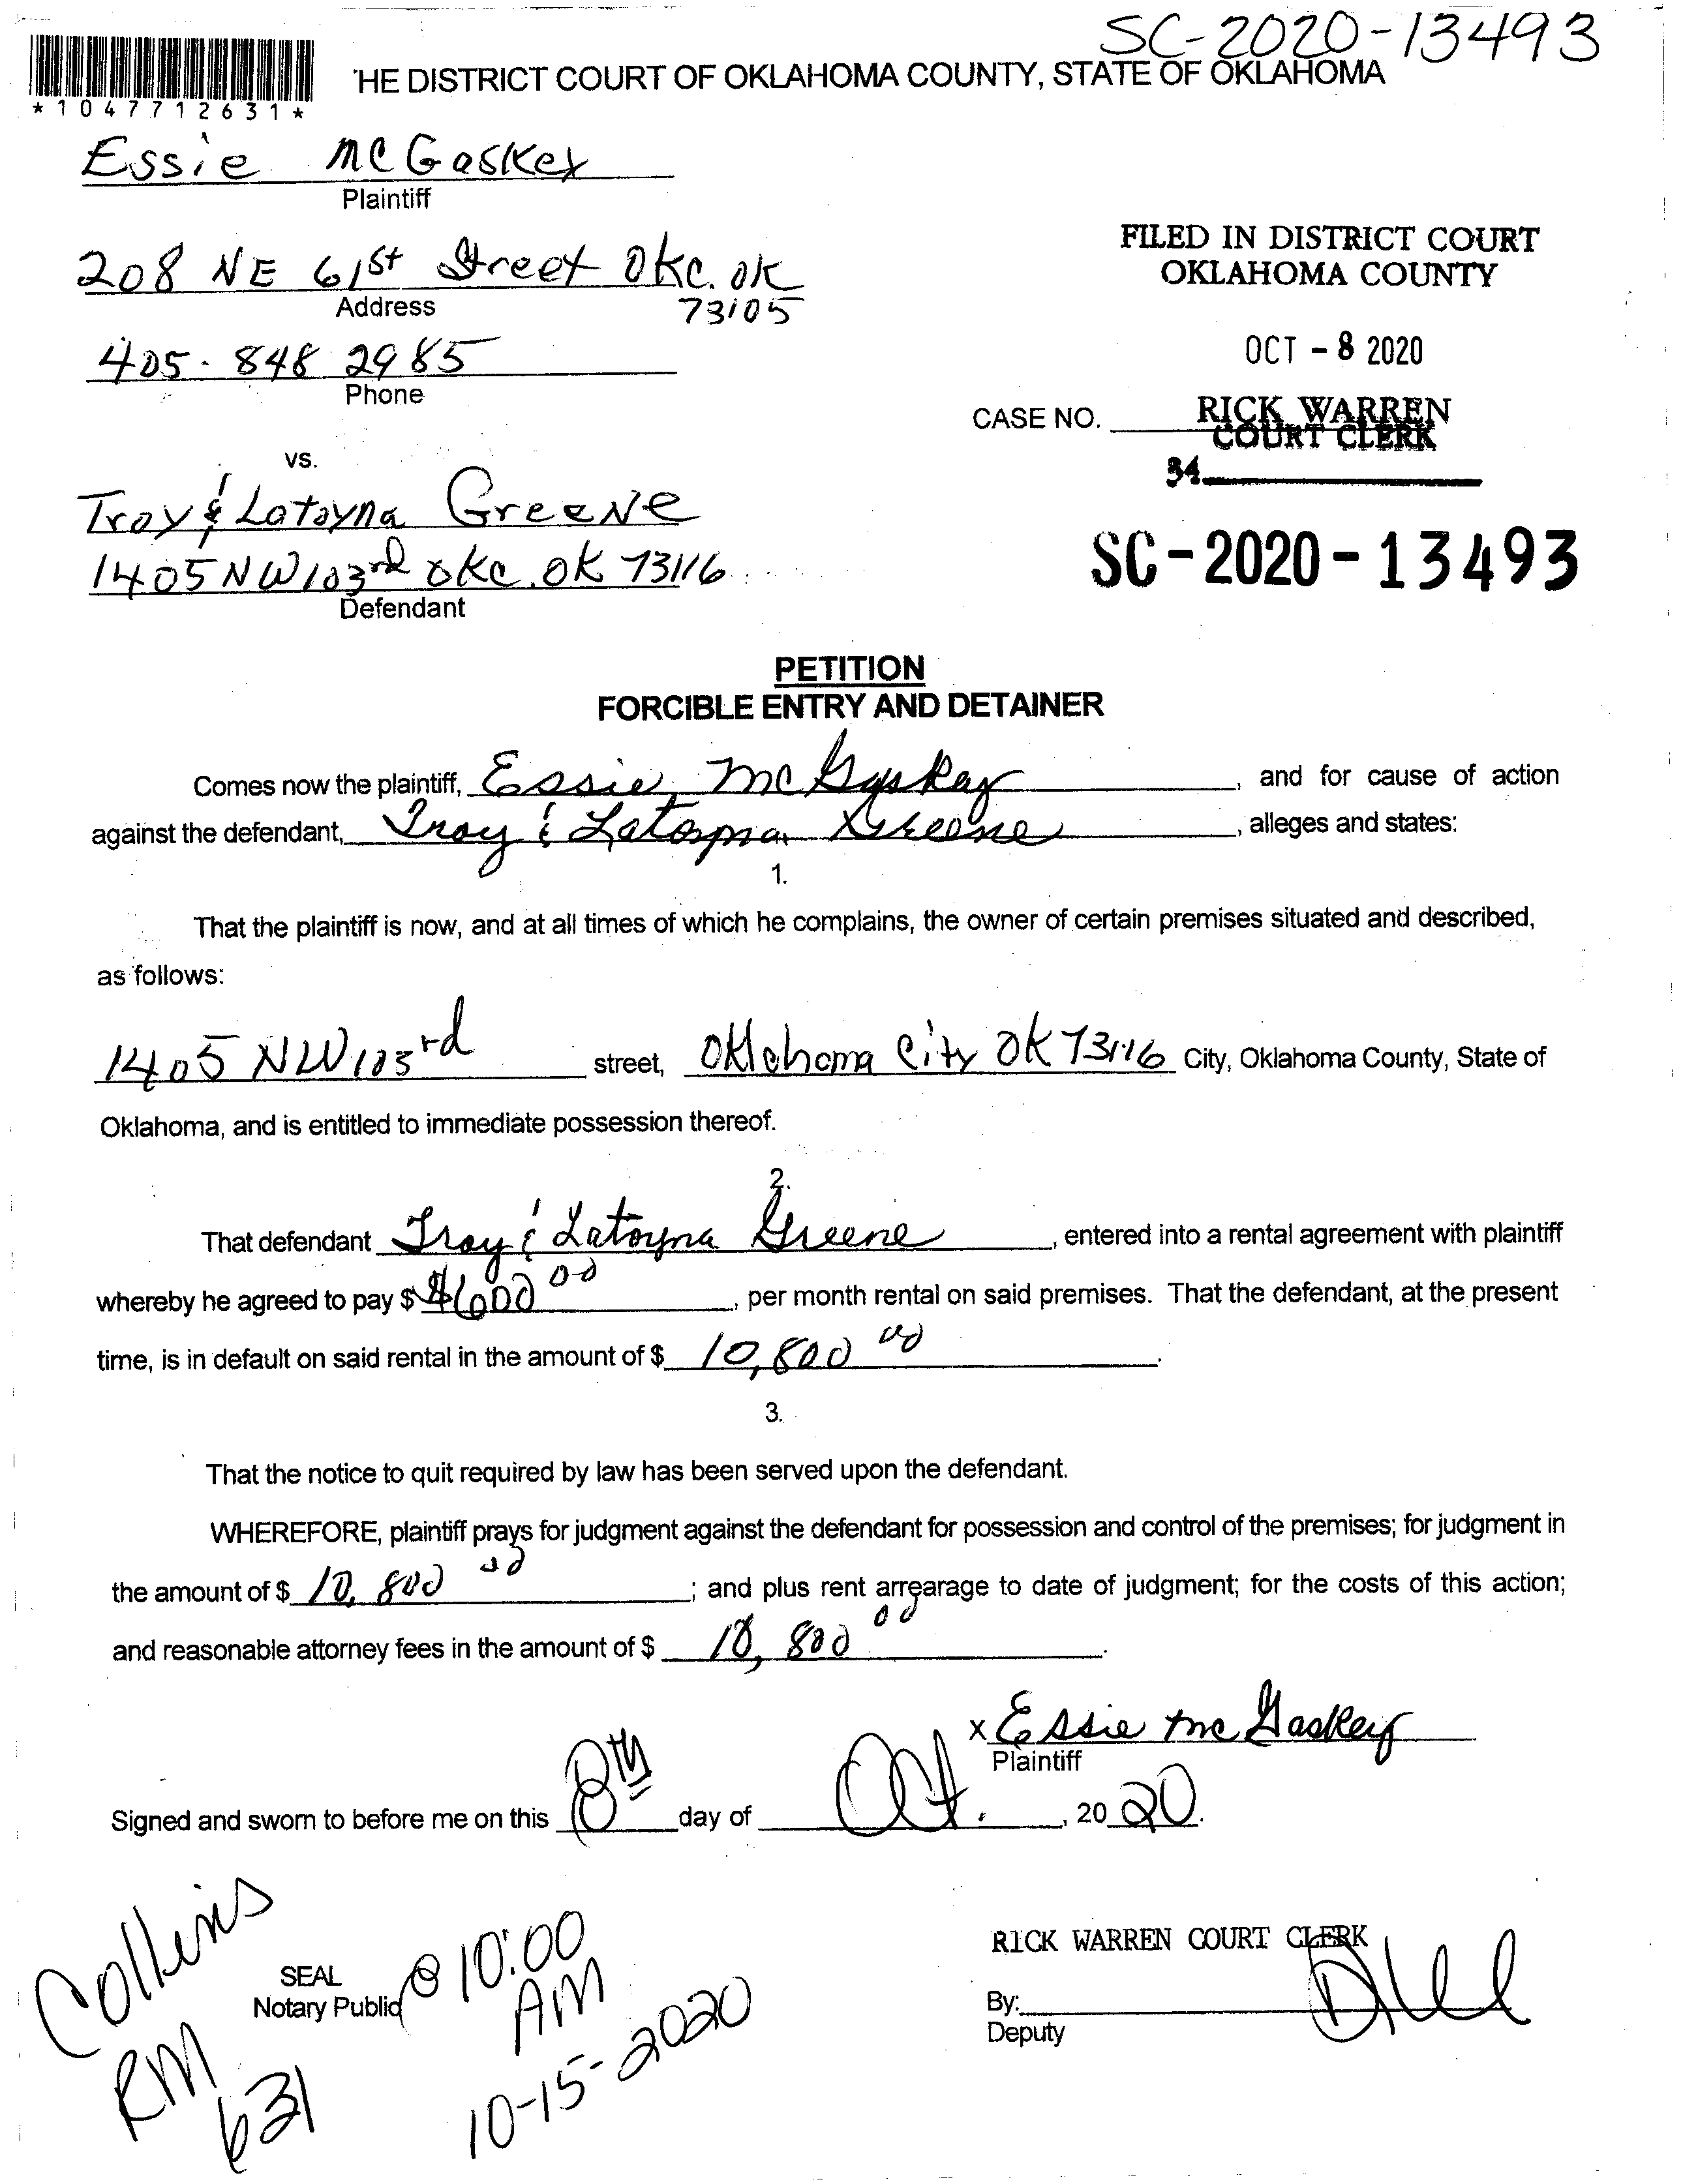 SC-2020-13493
*1047712631*
'HE DISTRICT COURT OF OKLAHOMA COUNTY, STATE OF OKLAHOMA
Essie McGaskey
Plaintiff
208 NE 61st Street OKC. OK
Address
73105
405-848 2985
Phone
FILED IN DISTRICT COURT
OKLAHOMA COUNTY
OCT - 8 2020
CASE NO. RICK WARREN
COURT CLERK
34
vs.
Troy & Latoyna Greene
1405 NW 103rd OKC. OK 73116
Defendant
SC-2020-13493
PETITION
FORCIBLE ENTRY AND DETAINER
Comes now the plaintiff, Essie McGaskey, and for cause of action
against the defendant, Troy & Latoyna Greene, alleges and states:
1.
That the plaintiff is now, and at all times of which he complains, the owner of certain premises situated and described,
as follows:
1405 NW 103rd street, Oklahoma City OK 73116 City, Oklahoma County, State of
Oklahoma, and is entitled to immediate possession thereof.
2.
That defendant Troy & Latoyna Greene, entered into a rental agreement with plaintiff
whereby he agreed to pay $ $600 00, per month rental on said premises. That the defendant, at the present
time, is in default on said rental in the amount of $ 10,800 00.
3.
That the notice to quit required by law has been served upon the defendant.
WHEREFORE, plaintiff prays for judgment against the defendant for possession and control of the premises; for judgment in
the amount of $ 10,800 00; and plus rent arrearage to date of judgment; for the costs of this action;
and reasonable attorney fees in the amount of $ 10,800 00.
x Essie McGaskey
Plaintiff
Signed and sworn to before me on this 8th day of Oct., 2020.
Collins
RM
631
SEAL
Notary Public
@ 10:00
AM
10-15-2020
RICK WARREN COURT CLERK
By:
Deputy